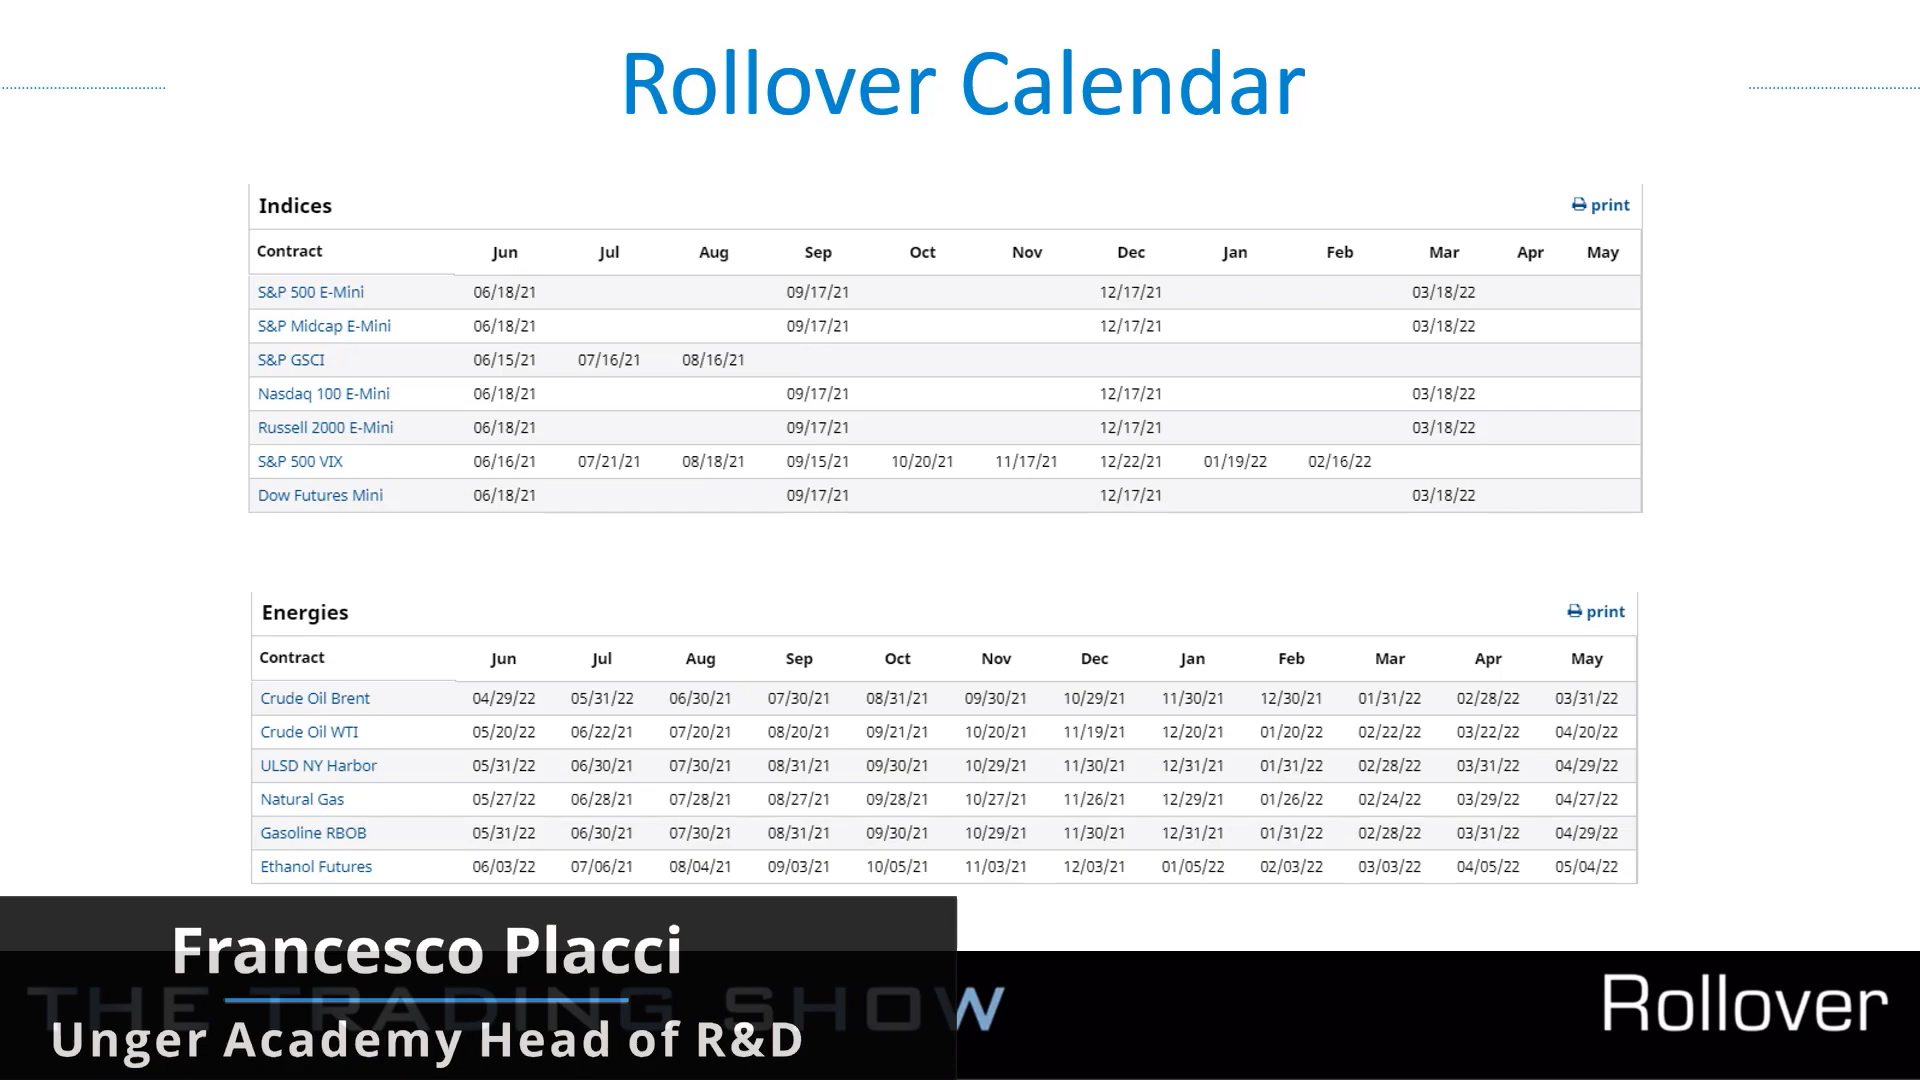 Rollover Calendar
Indices print
Contract Jun Jul Aug Sep Oct Nov Dec Jan Feb Mar Apr May
S&P 500 E-Mini 06/18/21 09/17/21 12/17/21 03/18/22
S&P Midcap E-Mini 06/18/21 09/17/21 12/17/21 03/18/22
S&P GSCI 06/15/21 07/16/21 08/16/21
Nasdaq 100 E-Mini 06/18/21 09/17/21 12/17/21 03/18/22
Russell 2000 E-Mini 06/18/21 09/17/21 12/17/21 03/18/22
S&P 500 VIX 06/16/21 07/21/21 08/18/21 09/15/21 10/20/21 11/17/21 12/22/21 01/19/22 02/16/22
Dow Futures Mini 06/18/21 09/17/21 12/17/21 03/18/22
Energies print
Contract Jun Jul Aug Sep Oct Nov Dec Jan Feb Mar Apr May
Crude Oil Brent 04/29/22 05/31/22 06/30/21 07/30/21 08/31/21 09/30/21 10/29/21 11/30/21 12/30/21 01/31/22 02/28/22 03/31/22
Crude Oil WTI 05/20/22 06/22/21 07/20/21 08/20/21 09/21/21 10/20/21 11/19/21 12/20/21 01/20/22 02/22/22 03/22/22 04/20/22
ULSD NY Harbor 05/31/22 06/30/21 07/30/21 08/31/21 09/30/21 10/29/21 11/30/21 12/31/21 01/31/22 02/28/22 03/31/22 04/29/22
Natural Gas 05/27/22 06/28/21 07/28/21 08/27/21 09/28/21 10/27/21 11/26/21 12/29/21 01/26/22 02/24/22 03/29/22 04/27/22
Gasoline RBOB 05/31/22 06/30/21 07/30/21 08/31/21 09/30/21 10/29/21 11/30/21 12/31/21 01/31/22 02/28/22 03/31/22 04/29/22
Ethanol Futures 06/03/22 07/06/21 08/04/21 09/03/21 10/05/21 11/03/21 12/03/21 01/05/22 02/03/22 03/03/22 04/05/22 05/04/22
Francesco Placci
THE TRADING SHOW
Unger Academy Head of R&D
Rollover